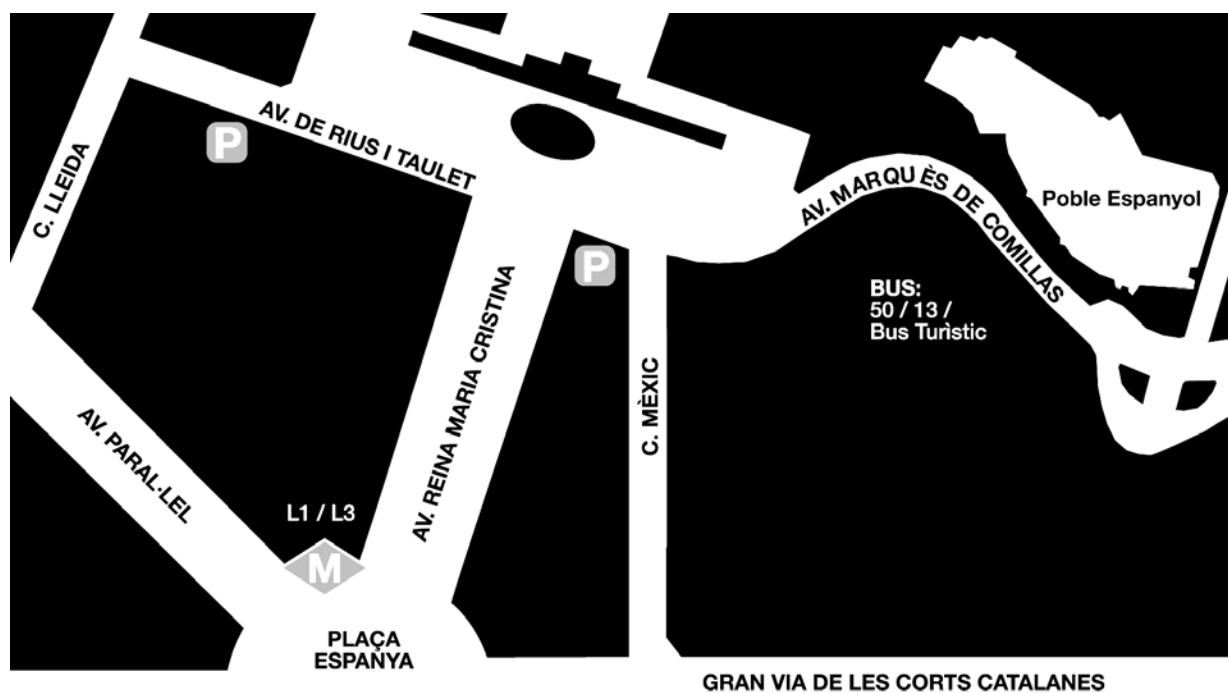 AV. DE RIUS I TAULET
P
C. LLEIDA
AV. MARQUÈS DE COMILLAS
Poble Espanyol
P
AV. REINA MARIA CRISTINA
BUS:
50 / 13 /
Bus Turìstic
C. MÈXIC
AV. PARAL·LEL
L1 / L3
M
PLAÇA
ESPANYA
GRAN VIA DE LES CORTS CATALANES